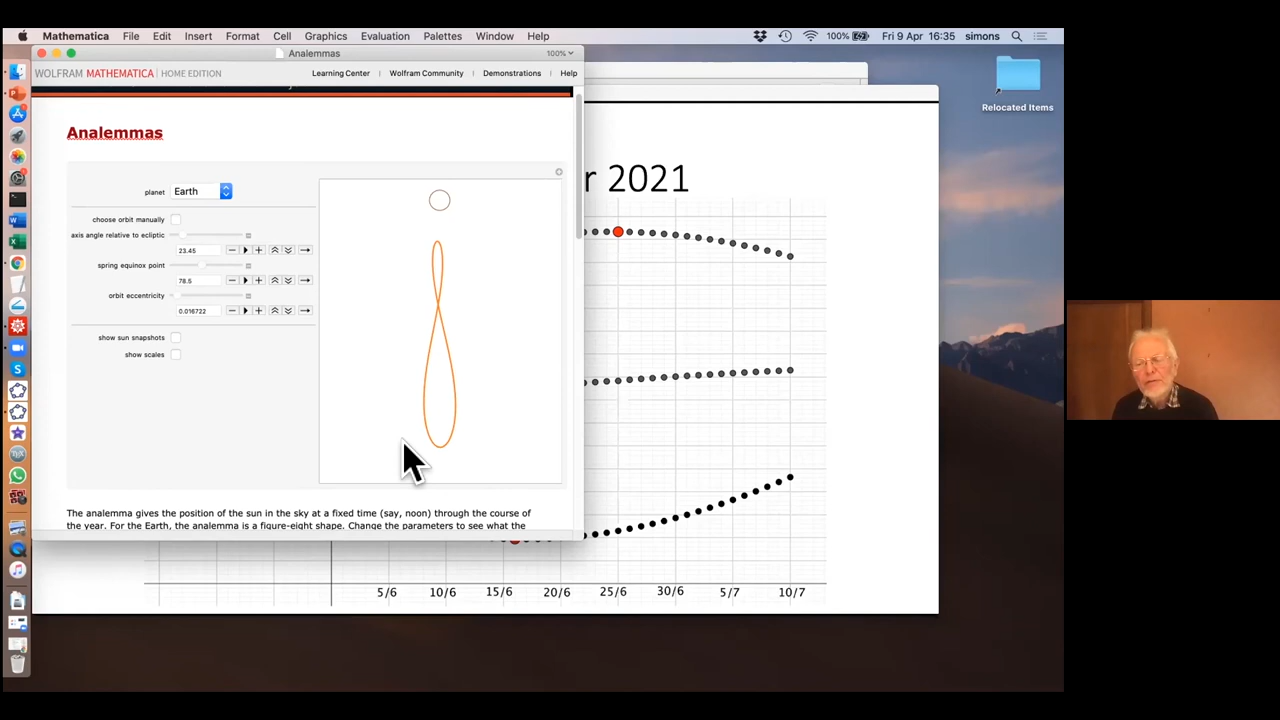 Mathematica File Edit Insert Format Cell Graphics Evaluation Palettes Window Help 100% Fri 9 Apr 16:35 simons
Analemmas 100%
WOLFRAM MATHEMATICA | HOME EDITION Learning Center | Wolfram Community | Demonstrations | Help
Relocated Items
Analemmas
r 2021
planet Earth
choose orbit manually
axis angle relative to ecliptic
23.45
spring equinox point
78.5
orbit eccentricity
0.016722
show sun snapshots
show scales
The analemma gives the position of the sun in the sky at a fixed time (say, noon) through the course of
the year. For the Earth, the analemma is a figure-eight shape. Change the parameters to see what the
5/6 10/6 15/6 20/6 25/6 30/6 5/7 10/7